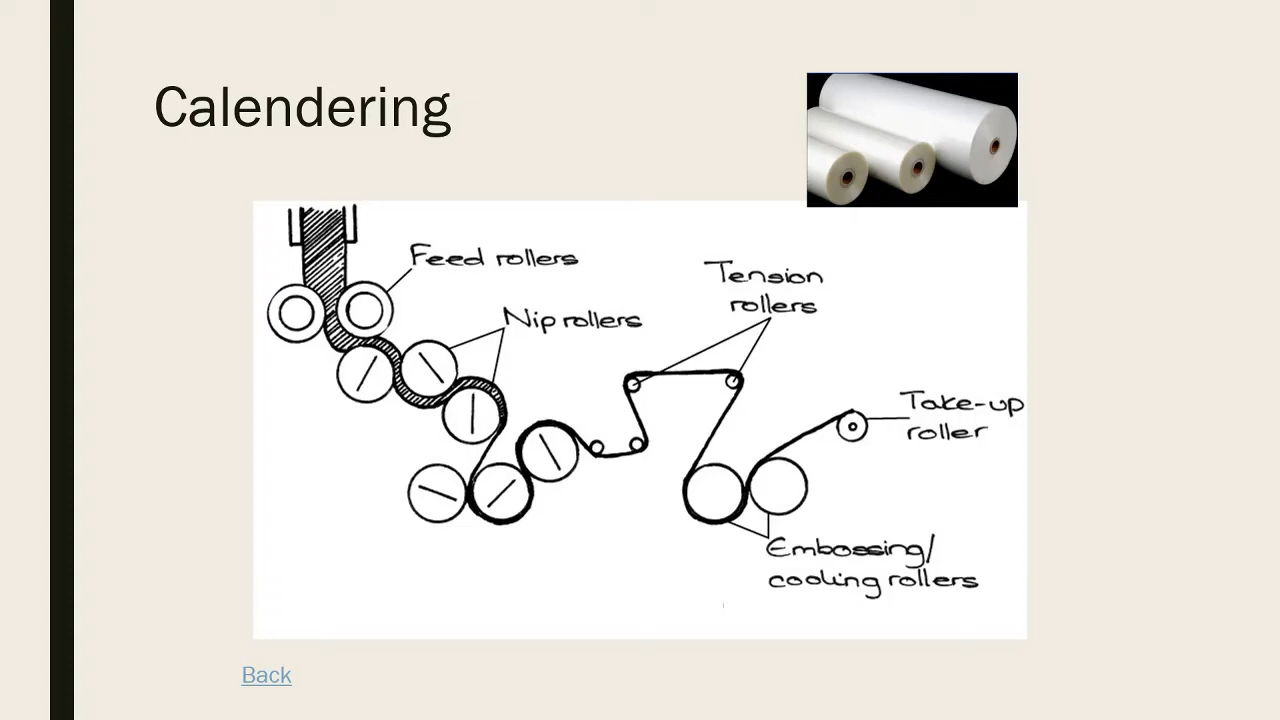 Calendering
Feed rollers
Nip rollers
Tension
rollers
Take-up
roller
Embossing/
cooling rollers
Back